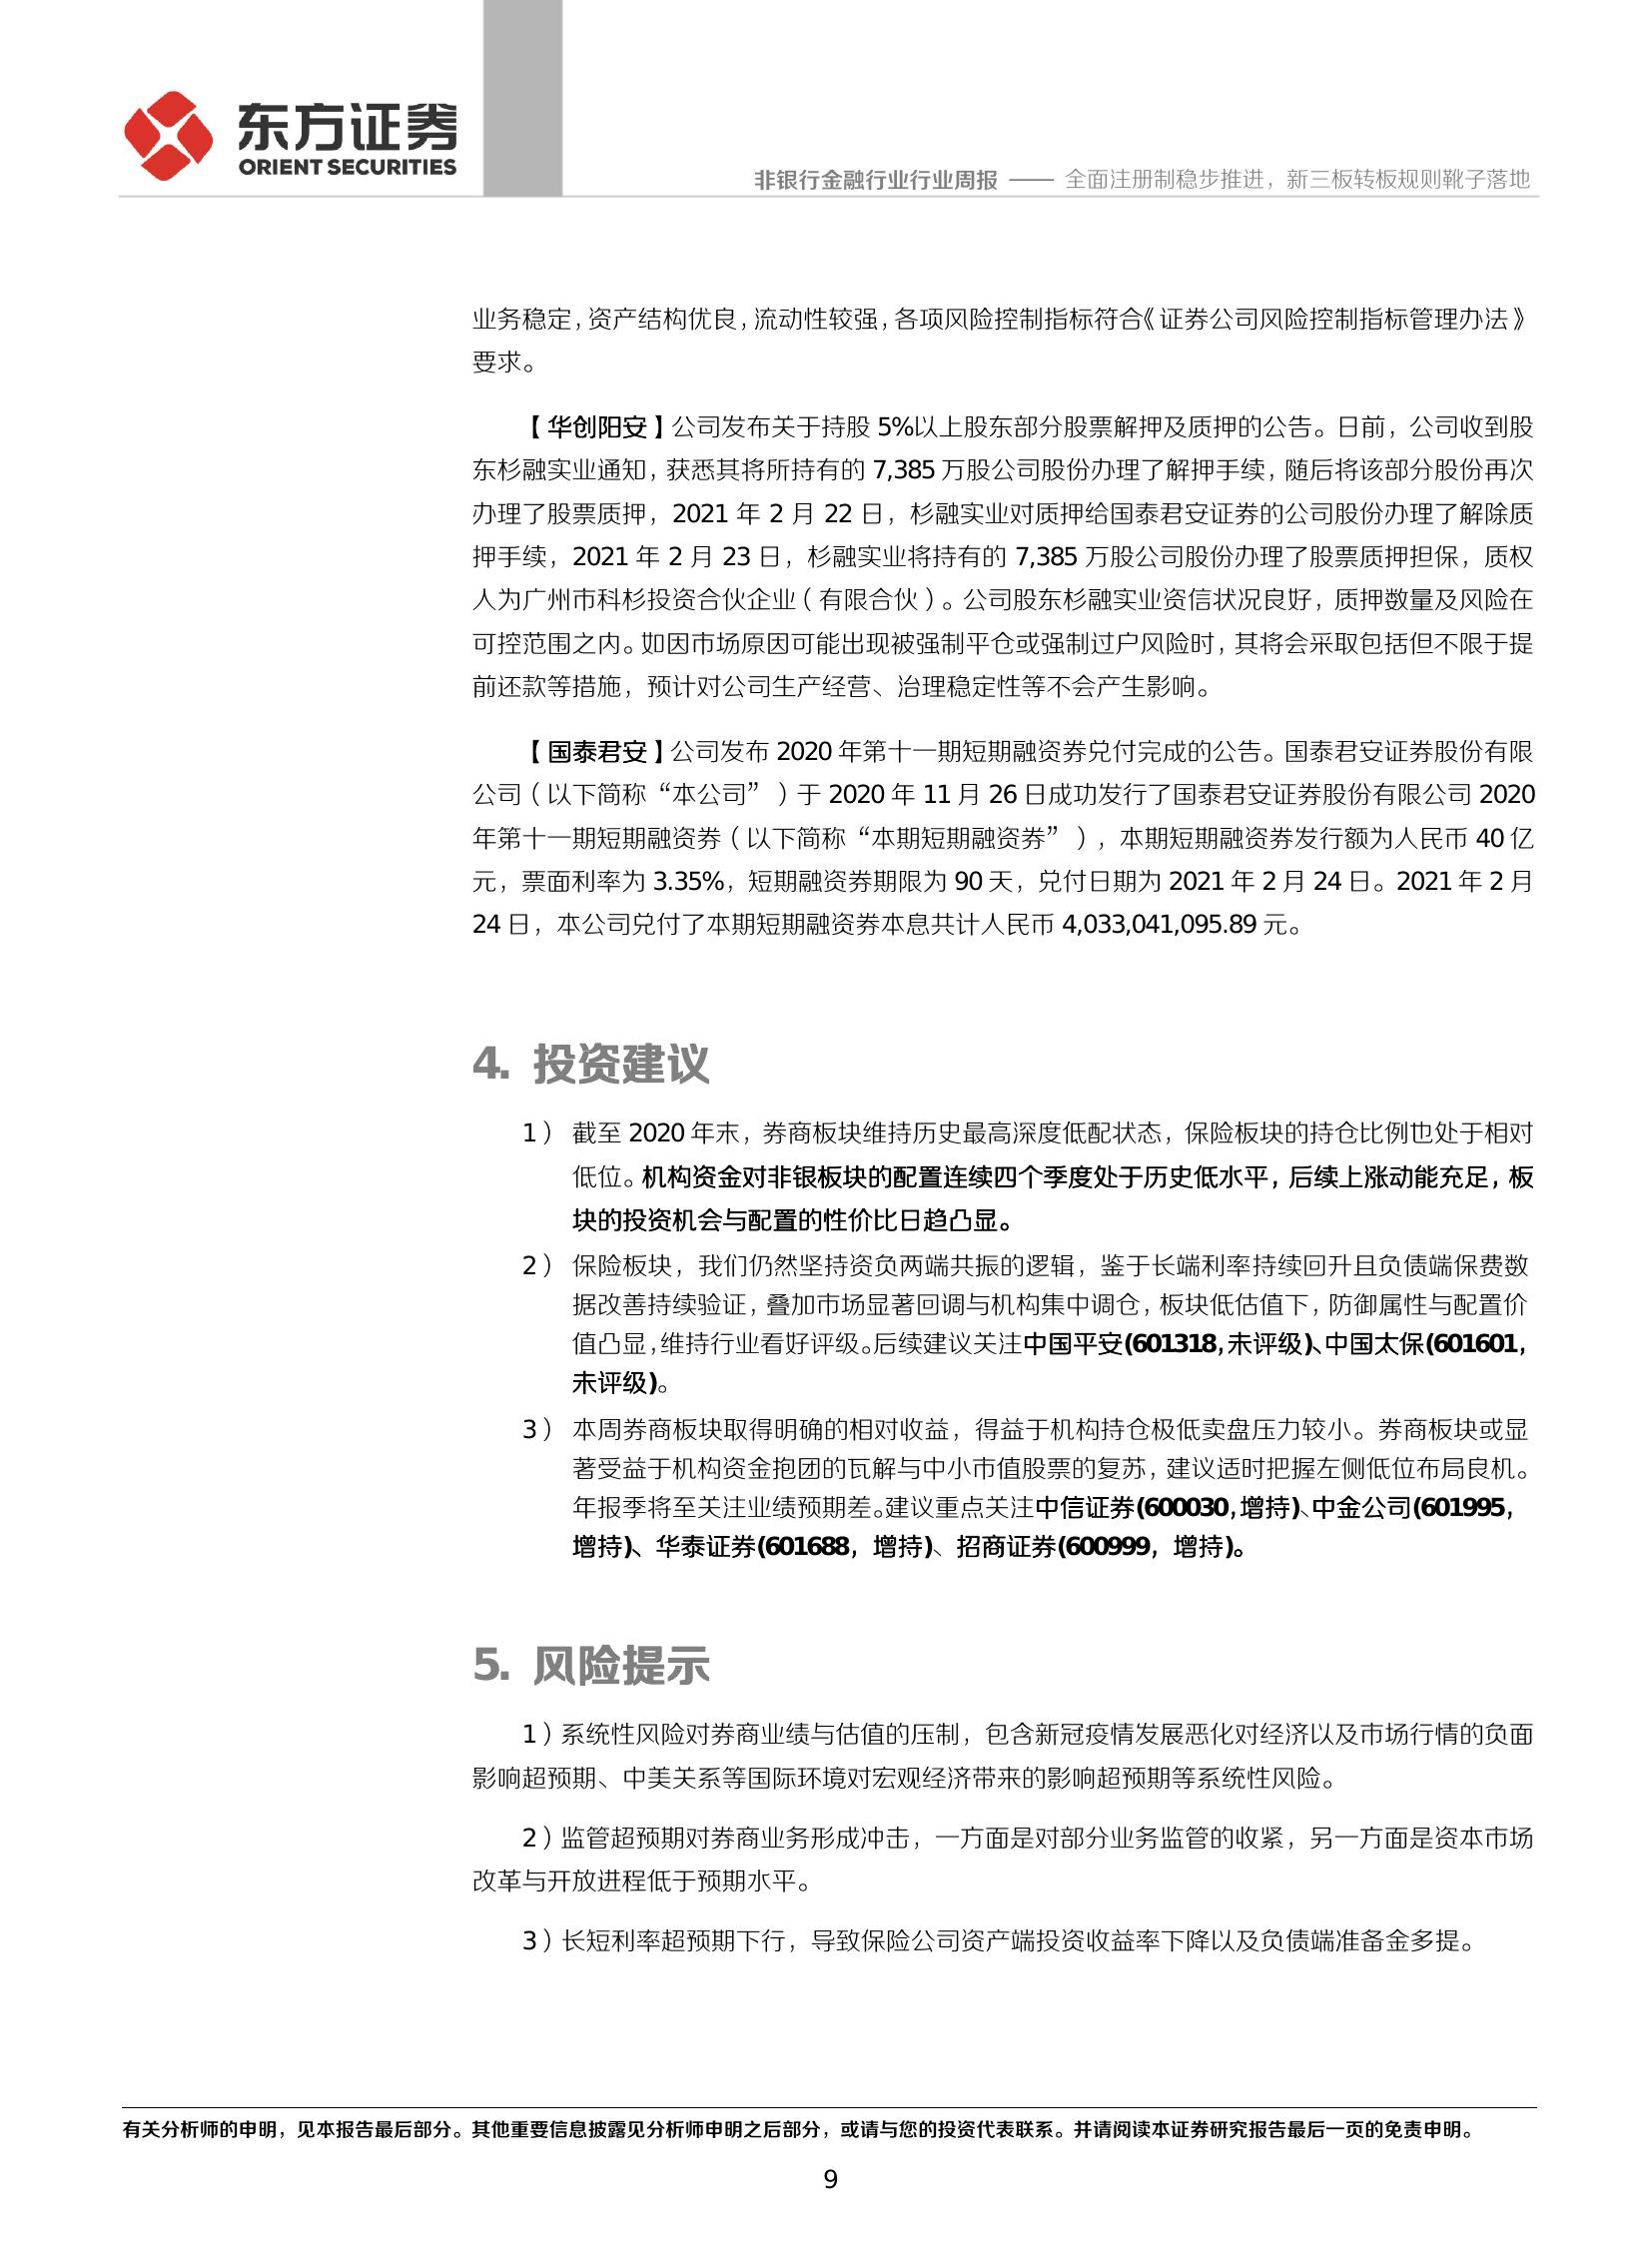 东方证券
ORIENT SECURITIES
非银行金融行业行业周报 —— 全面注册制稳步推进，新三板转板规则靴子落地
业务稳定，资产结构优良，流动性较强，各项风险控制指标符合《证券公司风险控制指标管理办法》
要求。
【华创阳安】公司发布关于持股 5%以上股东部分股票解押及质押的公告。日前，公司收到股
东杉融实业通知，获悉其将所持有的 7,385 万股公司股份办理了解押手续，随后将该部分股份再次
办理了股票质押，2021 年 2 月 22 日，杉融实业对质押给国泰君安证券的公司股份办理了解除质
押手续，2021 年 2 月 23 日，杉融实业将持有的 7,385 万股公司股份办理了股票质押担保，质权
人为广州市科杉投资合伙企业（有限合伙）。公司股东杉融实业资信状况良好，质押数量及风险在
可控范围之内。如因市场原因可能出现被强制平仓或强制过户风险时，其将会采取包括但不限于提
前还款等措施，预计对公司生产经营、治理稳定性等不会产生影响。
【国泰君安】公司发布 2020 年第十一期短期融资券兑付完成的公告。国泰君安证券股份有限
公司（以下简称“本公司”）于 2020 年 11 月 26 日成功发行了国泰君安证券股份有限公司 2020
年第十一期短期融资券（以下简称“本期短期融资券”），本期短期融资券发行额为人民币 40 亿
元，票面利率为 3.35%，短期融资券期限为 90 天，兑付日期为 2021 年 2 月 24 日。2021 年 2 月
24 日，本公司兑付了本期短期融资券本息共计人民币 4,033,041,095.89 元。
4. 投资建议
1） 截至 2020 年末，券商板块维持历史最高深度低配状态，保险板块的持仓比例也处于相对
低位。机构资金对非银板块的配置连续四个季度处于历史低水平，后续上涨动能充足，板
块的投资机会与配置的性价比日趋凸显。
2） 保险板块，我们仍然坚持资负两端共振的逻辑，鉴于长端利率持续回升且负债端保费数
据改善持续验证，叠加市场显著回调与机构集中调仓，板块低估值下，防御属性与配置价
值凸显，维持行业看好评级。后续建议关注中国平安(601318，未评级)、中国太保(601601，
未评级)。
3） 本周券商板块取得明确的相对收益，得益于机构持仓极低卖盘压力较小。券商板块或显
著受益于机构资金抱团的瓦解与中小市值股票的复苏，建议适时把握左侧低位布局良机。
年报季将至关注业绩预期差。建议重点关注中信证券(600030，增持)、中金公司(601995，
增持)、华泰证券(601688，增持)、招商证券(600999，增持)。
5. 风险提示
1）系统性风险对券商业绩与估值的压制，包含新冠疫情发展恶化对经济以及市场行情的负面
影响超预期、中美关系等国际环境对宏观经济带来的影响超预期等系统性风险。
2）监管超预期对券商业务形成冲击，一方面是对部分业务监管的收紧，另一方面是资本市场
改革与开放进程低于预期水平。
3）长短利率超预期下行，导致保险公司资产端投资收益率下降以及负债端准备金多提。
有关分析师的申明，见本报告最后部分。其他重要信息披露见分析师申明之后部分，或请与您的投资代表联系。并请阅读本证券研究报告最后一页的免责申明。
9